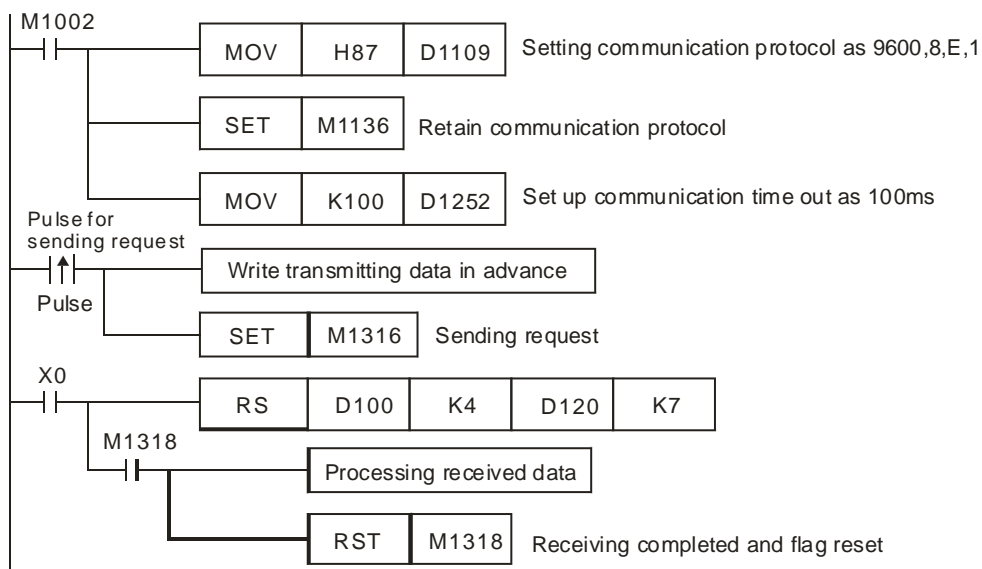 M1002
MOV H87 D1109 Setting communication protocol as 9600,8,E,1
SET M1136 Retain communication protocol
MOV K100 D1252 Set up communication time out as 100ms
Pulse for
sending request
Write transmitting data in advance
Pulse
SET M1316 Sending request
X0
RS D100 K4 D120 K7
M1318
Processing received data
RST M1318 Receiving completed and flag reset